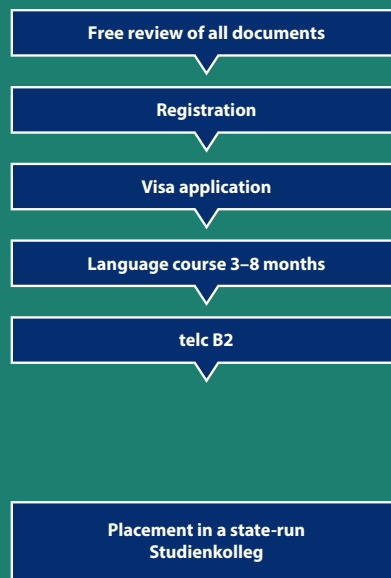 Free review of all documents
Registration
Visa application
Language course 3–8 months
telc B2
Placement in a state-run
Studienkolleg